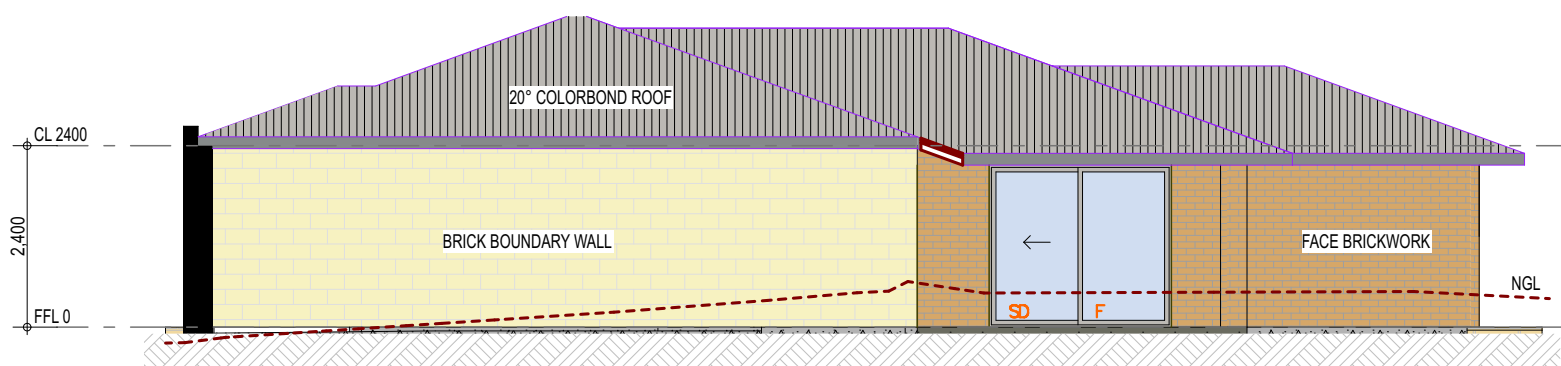 20° COLORBOND ROOF
CL 2400
2,400
BRICK BOUNDARY WALL
FACE BRICKWORK
NGL
SD
F
FFL 0